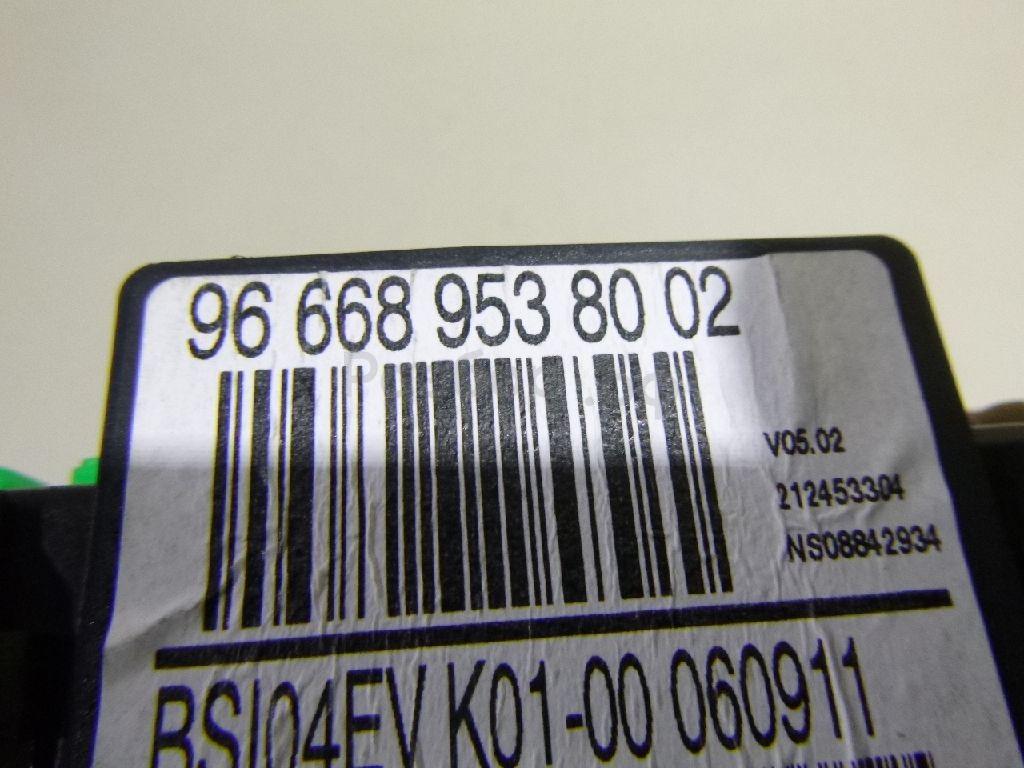 96 668 953 80 02
V05.02
212453304
NS08842934
BSI04EV K01-00 060911